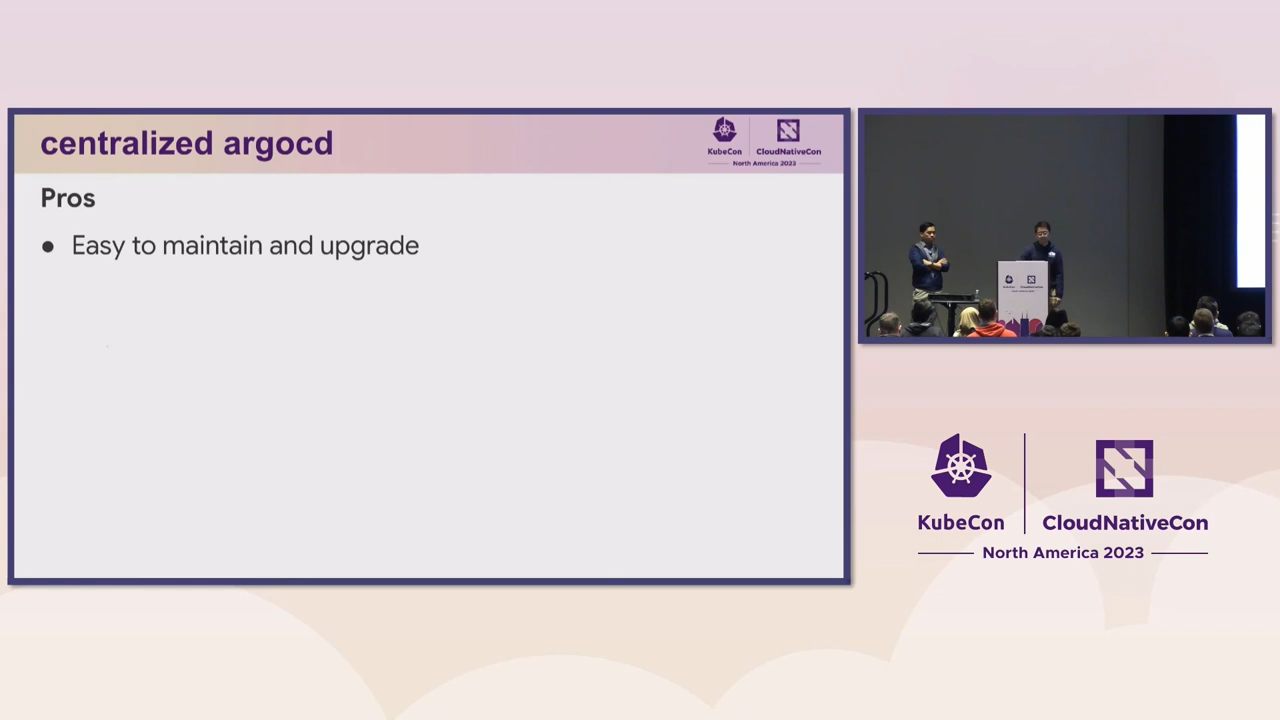 centralized argocd
KubeCon
CloudNativeCon
North America 2023
Pros
● Easy to maintain and upgrade
KubeCon
CloudNativeCon
North America 2023